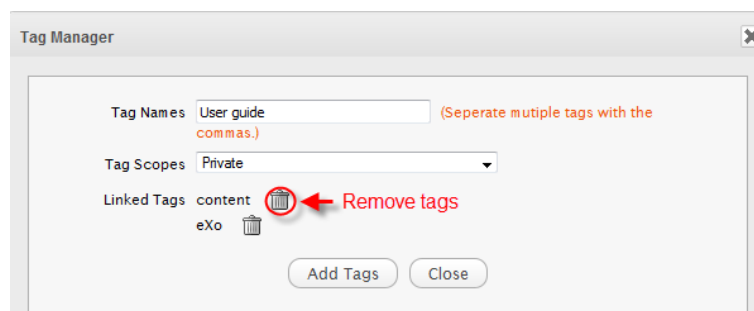 Tag Manager
Tag Names User guide (Seperate mutiple tags with the
commas.)
Tag Scopes Private
Linked Tags content Remove tags
eXo
Add Tags Close